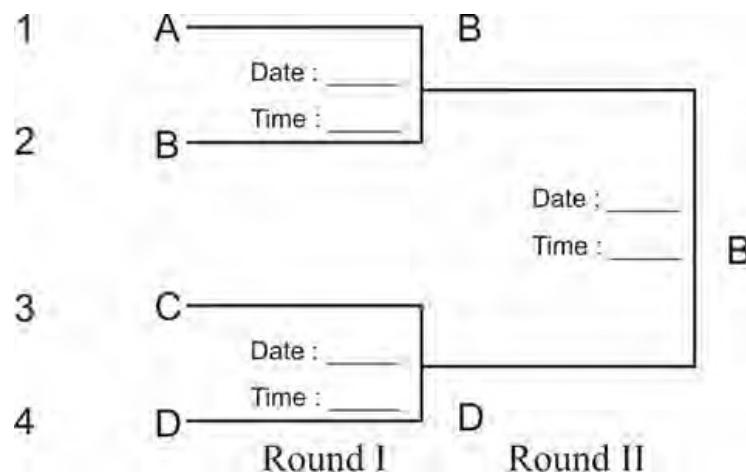 1 A B
Date : ______
Time : ______
2 B
Date : ______
Time : ______
B
3 C
Date : ______
Time : ______
4 D D
Round I Round II